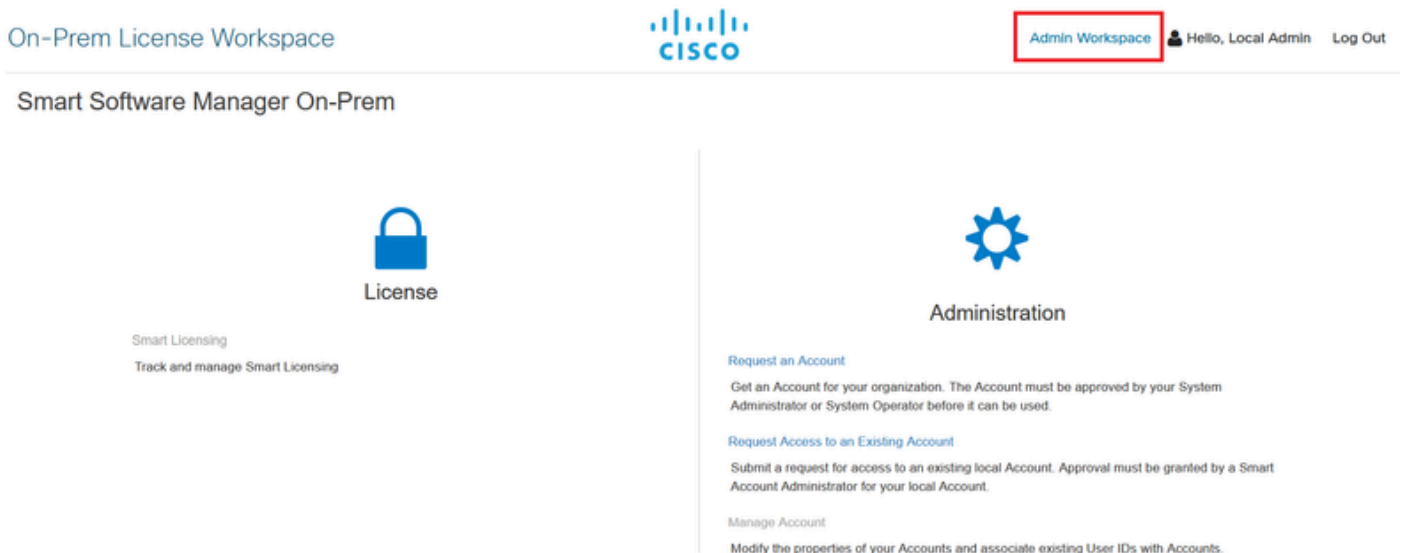 On-Prem License Workspace
CISCO
Admin Workspace Hello, Local Admin Log Out
Smart Software Manager On-Prem
License
Smart Licensing
Track and manage Smart Licensing
Administration
Request an Account
Get an Account for your organization. The Account must be approved by your System
Administrator or System Operator before it can be used.
Request Access to an Existing Account
Submit a request for access to an existing local Account. Approval must be granted by a Smart
Account Administrator for your local Account.
Manage Account
Modify the properties of your Accounts and associate existing User IDs with Accounts.